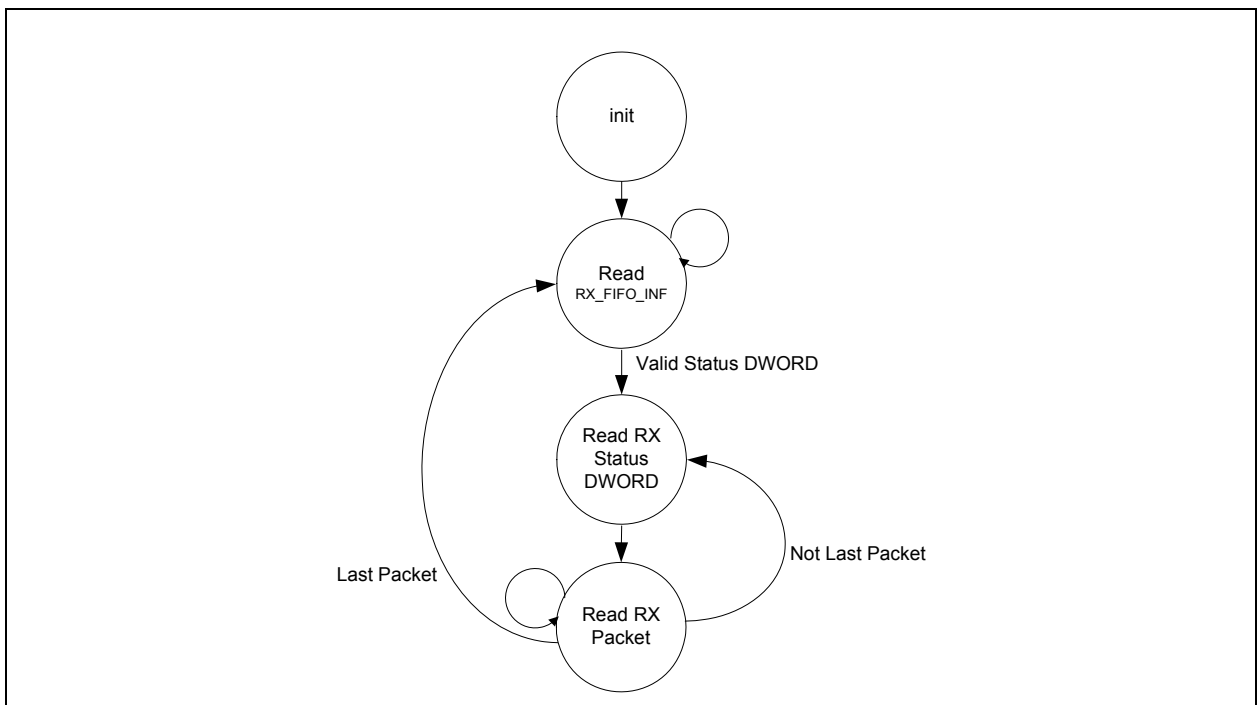 init
Read
RX_FIFO_INF
Valid Status DWORD
Read RX
Status
DWORD
Not Last Packet
Last Packet
Read RX
Packet